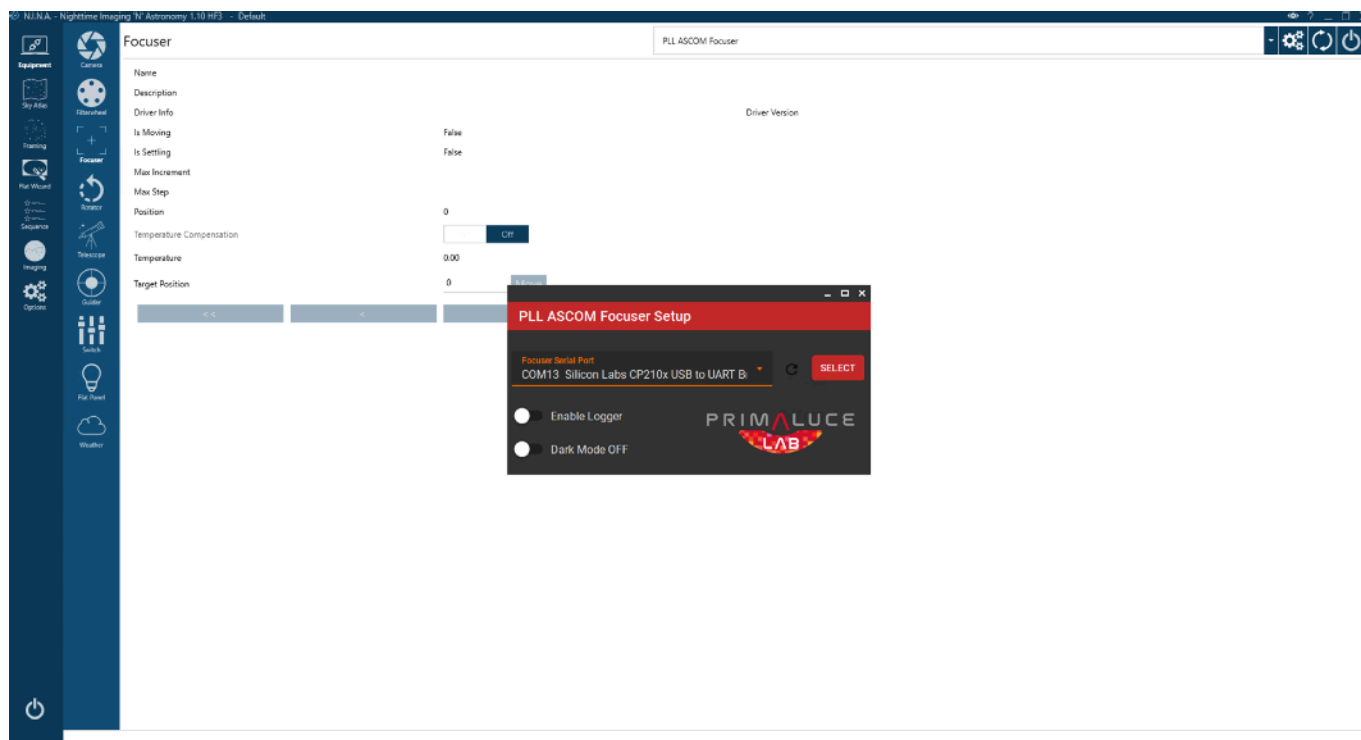 N.I.N.A. - Nighttime Imaging 'N' Astronomy 1.10 HF3 - Default
Equipment
Sky Atlas
Framing
Flat Wizard
Sequence
Imaging
Options
Camera
Filterwheel
Focuser
Rotator
Telescope
Guider
Switch
Flat Panel
Weather
Focuser
PLL ASCOM Focuser
Name
Description
Driver Info
Driver Version
Is Moving
False
Is Settling
False
Max Increment
Max Step
Position
0
Temperature Compensation
Off
Temperature
0.00
Target Position
0
<<
<
PLL ASCOM Focuser Setup
Focuser Serial Port
COM13 Silicon Labs CP210x USB to UART
SELECT
Enable Logger
Dark Mode OFF
PRIMALUCE
LAB